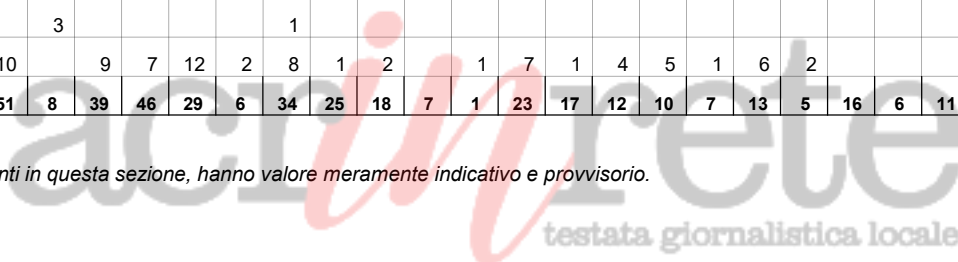 3 1
10 9 7 12 2 8 1 2 1 7 1 4 5 1 6 2
51 8 39 46 29 6 34 25 18 7 1 23 17 12 10 7 13 5 16 6 11
nti in questa sezione, hanno valore meramente indicativo e provvisorio.
acrinrete
testata giornalistica locale